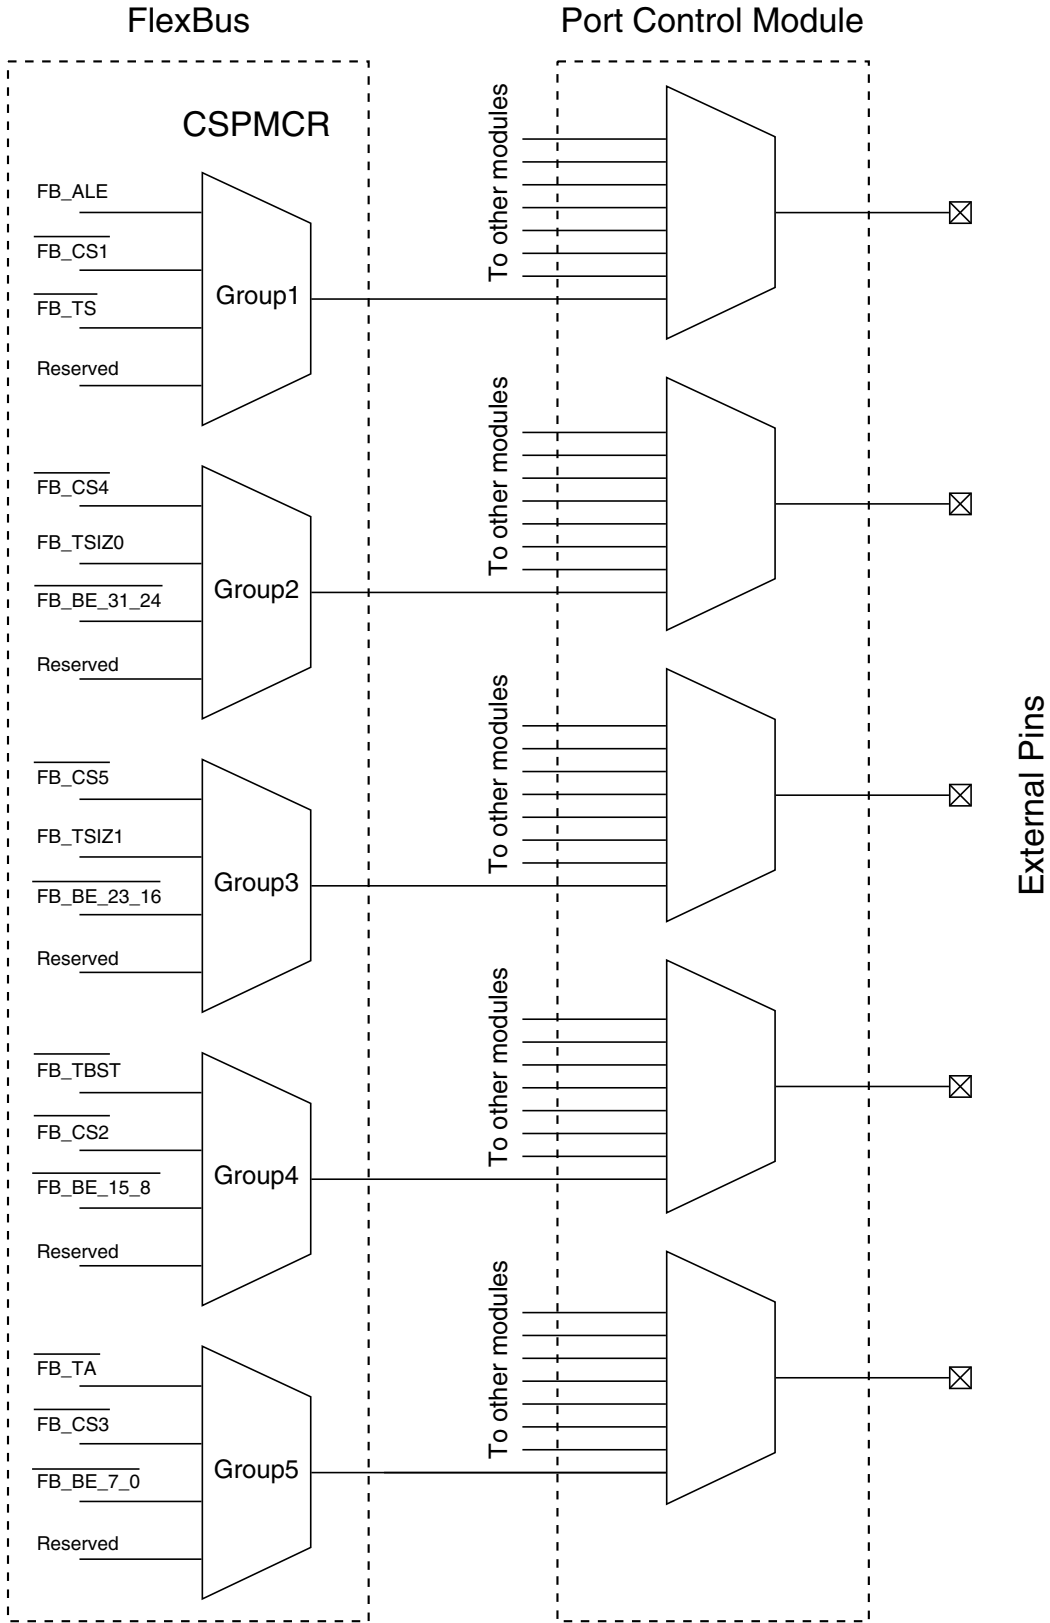 FlexBus
Port Control Module
CSPMCR
FB_ALE
FB_CS1
FB_TS
Reserved
Group1
To other modules
FB_CS4
FB_TSIZ0
FB_BE_31_24
Reserved
Group2
To other modules
FB_CS5
FB_TSIZ1
FB_BE_23_16
Reserved
Group3
To other modules
FB_TBST
FB_CS2
FB_BE_15_8
Reserved
Group4
To other modules
FB_TA
FB_CS3
FB_BE_7_0
Reserved
Group5
To other modules
External Pins